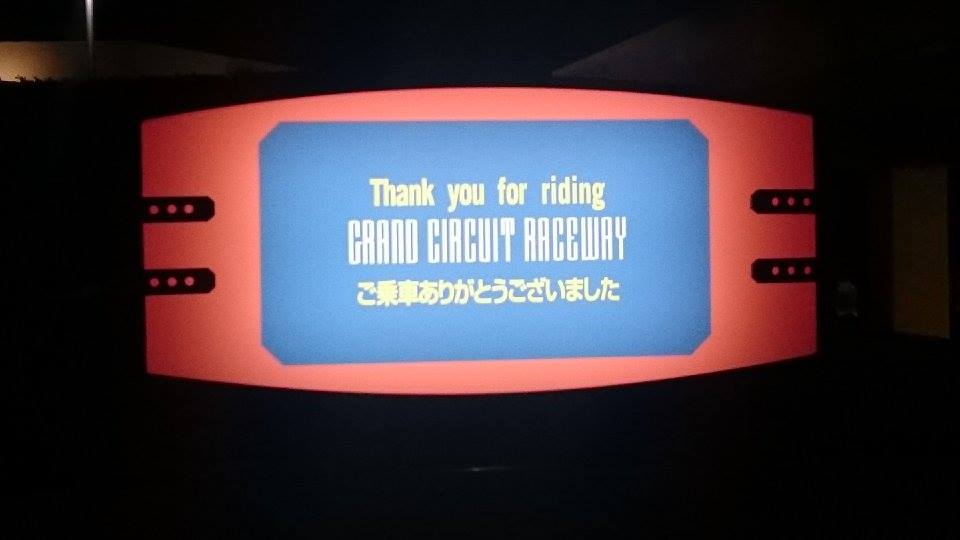 Thank you for riding
GRAND CIRCUIT RACEWAY
ご乗車ありがとうございました